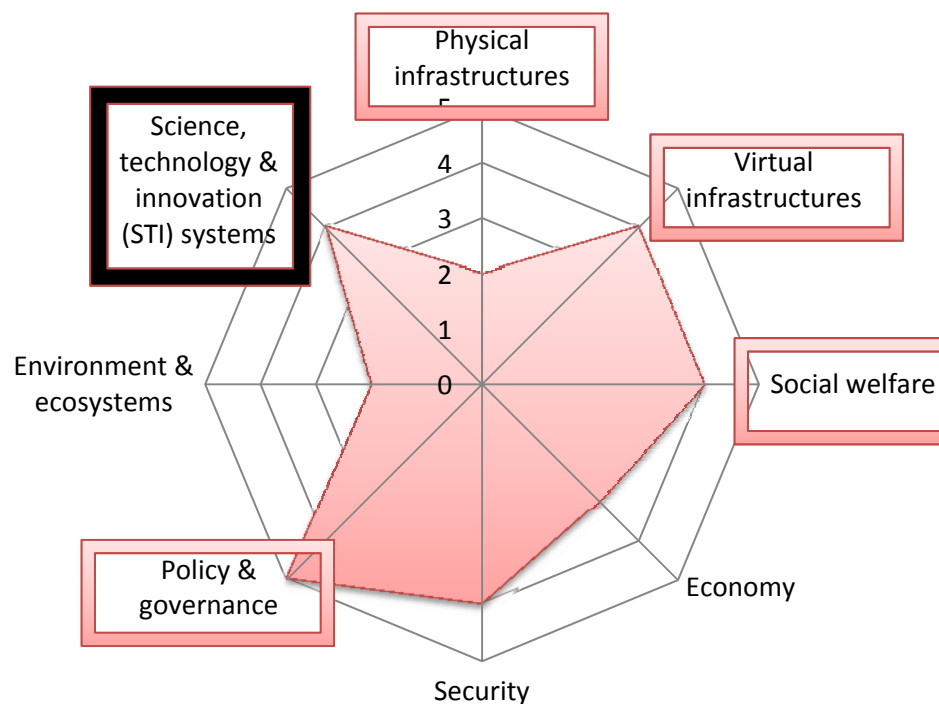 Physical
infrastructures
5
Science,
technology &
innovation
(STI) systems
4
Virtual
infrastructures
3
2
1
Environment &
ecosystems
0
Social welfare
Policy &
governance
Economy
Security